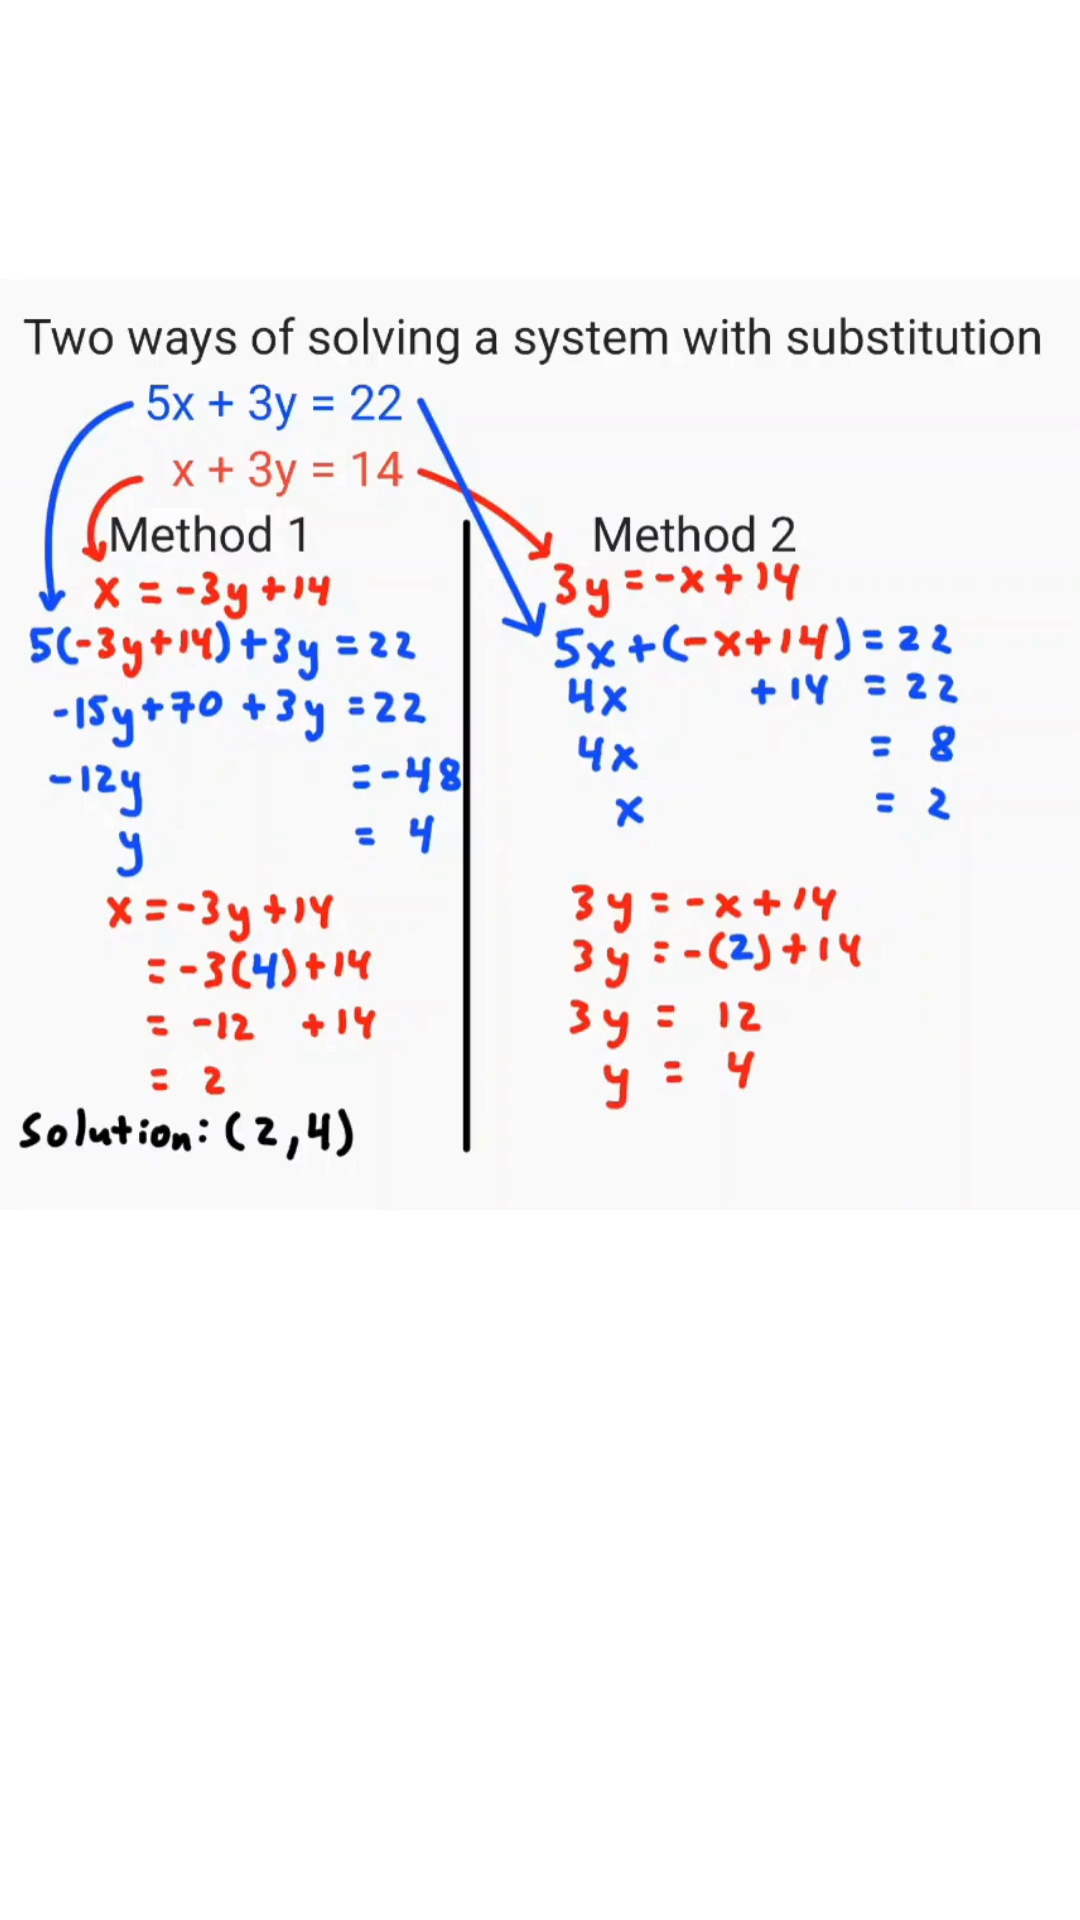 Two ways of solving a system with substitution
5x + 3y = 22
x + 3y = 14
Method 1
x = -3y + 14
5(-3y+14) + 3y = 22
-15y + 70 + 3y = 22
-12y = -48
y = 4
x = -3y + 14
= -3(4) + 14
= -12 + 14
= 2
Solution: (2,4)
Method 2
3y = -x + 14
5x + (-x + 14) = 22
4x + 14 = 22
4x = 8
x = 2
3y = -x + 14
3y = -(2) + 14
3y = 12
y = 4